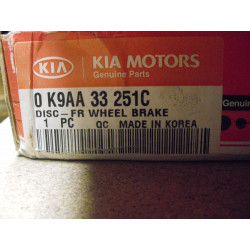 KIA KIA MOTORS
Genuine Parts
0 K9AA 33 251C
DISC-FR WHEEL BRAKE
1 PC QC MADE IN KOREA
Genuine